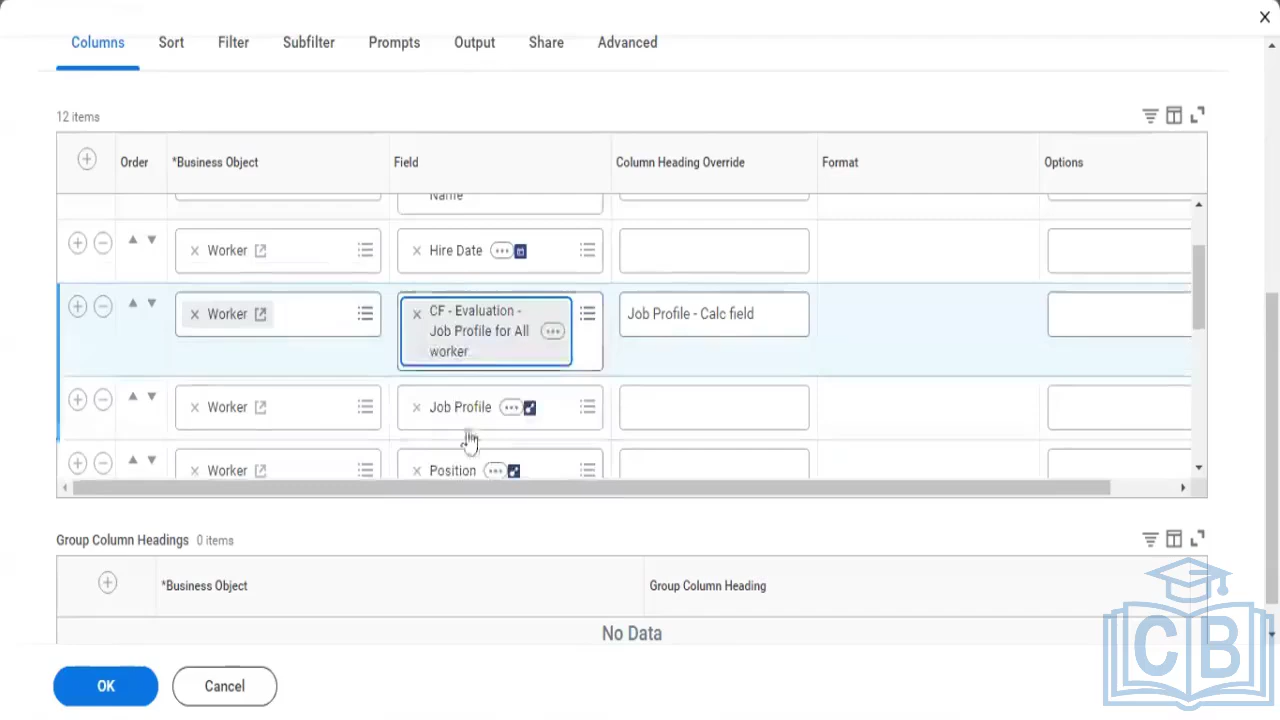 Columns Sort Filter Subfilter Prompts Output Share Advanced
12 items
Order *Business Object Field Column Heading Override Format Options
Name
Worker Hire Date
Worker CF - Evaluation - Job Profile - Calc field
Job Profile for All
worker
Worker Job Profile
Worker Position
Group Column Headings 0 items
*Business Object Group Column Heading
No Data
OK Cancel
CB